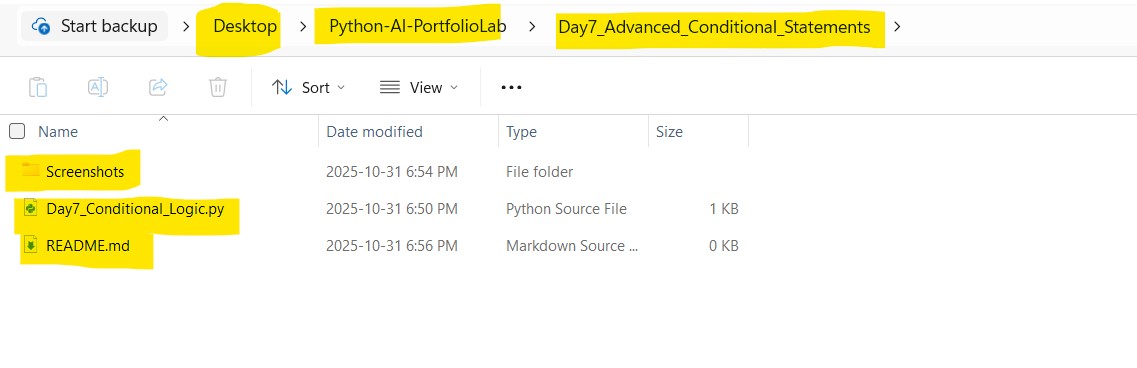 Start backup > Desktop > Python-AI-PortfolioLab > Day7_Advanced_Conditional_Statements >
Sort View ...
Name Date modified Type Size
Screenshots 2025-10-31 6:54 PM File folder
Day7_Conditional_Logic.py 2025-10-31 6:50 PM Python Source File 1 KB
README.md 2025-10-31 6:56 PM Markdown Source ... 0 KB